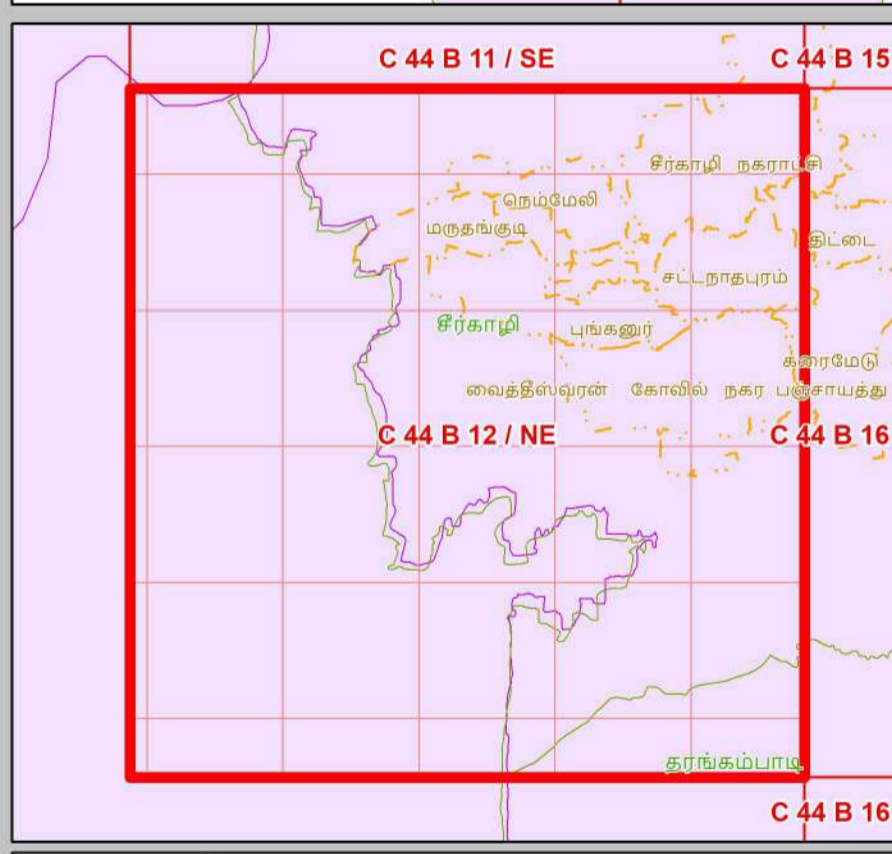 C 44 B 11 / SE
C 44 B 15
சீர்காழி நகராட்சி
நெம்மேலி
மருதங்குடி
திட்டை
சட்டநாதபுரம்
சீர்காழி
புங்கனுர்
கரைமேடு
வைத்தீஸ்வரன் கோவில் நகர பஞ்சாயத்து
C 44 B 12 / NE
C 44 B 16
தரங்கம்பாடி
C 44 B 16